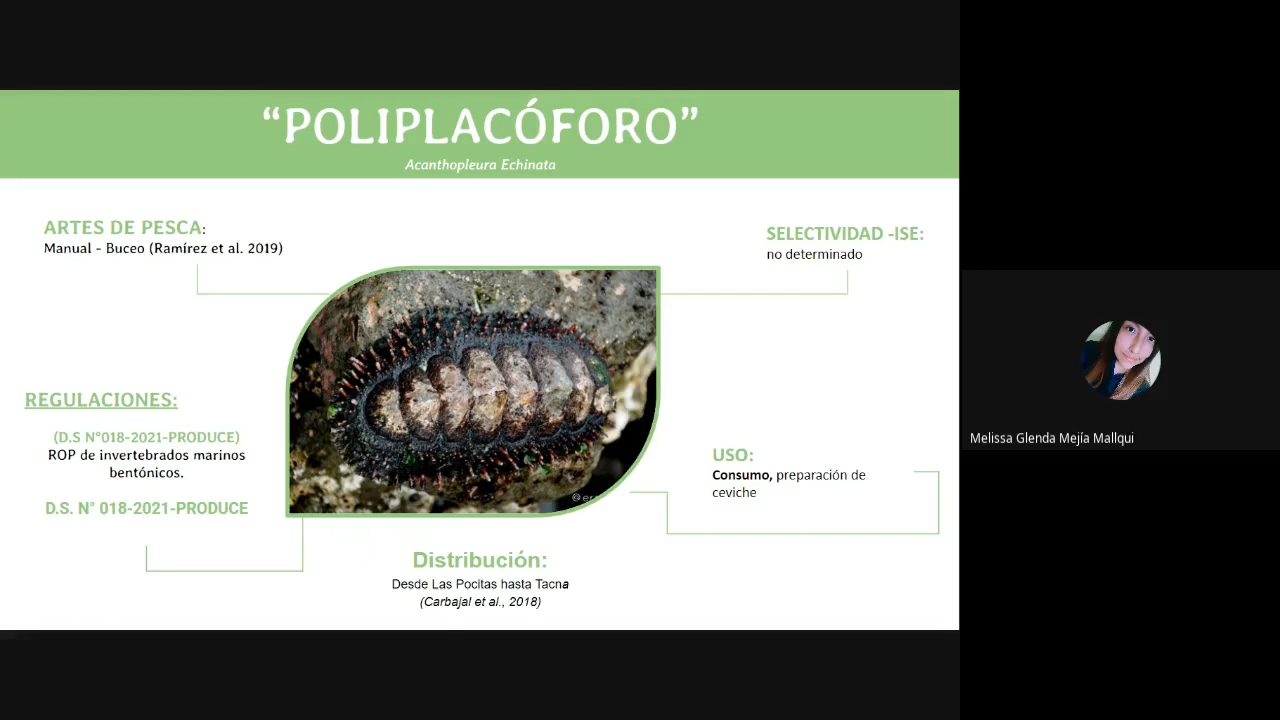 “POLIPLACÓFORO”
Acanthopleura Echinata
ARTES DE PESCA:
Manual - Buceo (Ramírez et al. 2019)
SELECTIVIDAD -ISE:
no determinado
REGULACIONES:
(D.S N°018-2021-PRODUCE)
ROP de invertebrados marinos
bentónicos.
D.S. N° 018-2021-PRODUCE
USO:
Consumo, preparación de
ceviche
Distribución:
Desde Las Pocitas hasta Tacna
(Carbajal et al., 2018)
Melissa Glenda Mejía Mallqui